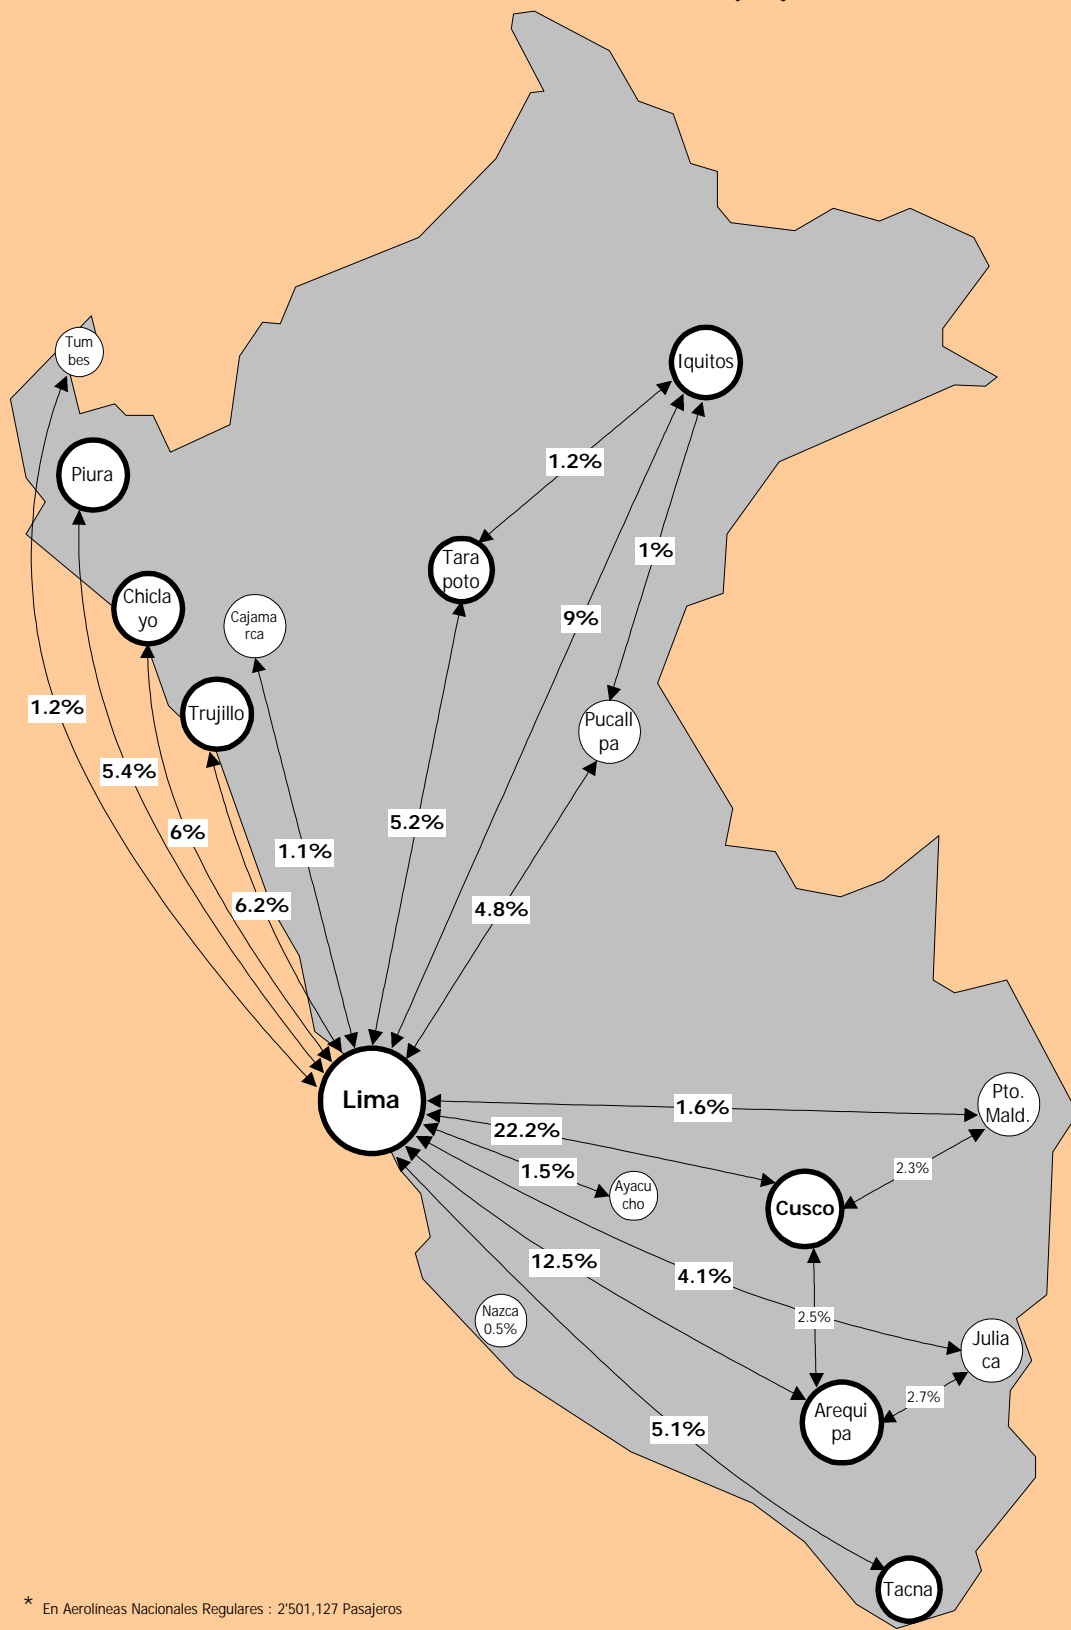 Tum
bes
Iquitos
Piura
1.2%
1%
Tara
poto
Chicla
yo
Cajama
rca
9%
1.2%
Trujillo
Pucall
pa
5.4%
6%
5.2%
1.1%
6.2%
4.8%
Lima
Pto.
Mald.
1.6%
22.2%
1.5%
2.3%
Ayacu
cho
Cusco
12.5%
4.1%
Nazca
0.5%
2.5%
Julia
ca
2.7%
Arequi
pa
5.1%
Tacna
* En Aerolíneas Nacionales Regulares : 2'501,127 Pasajeros